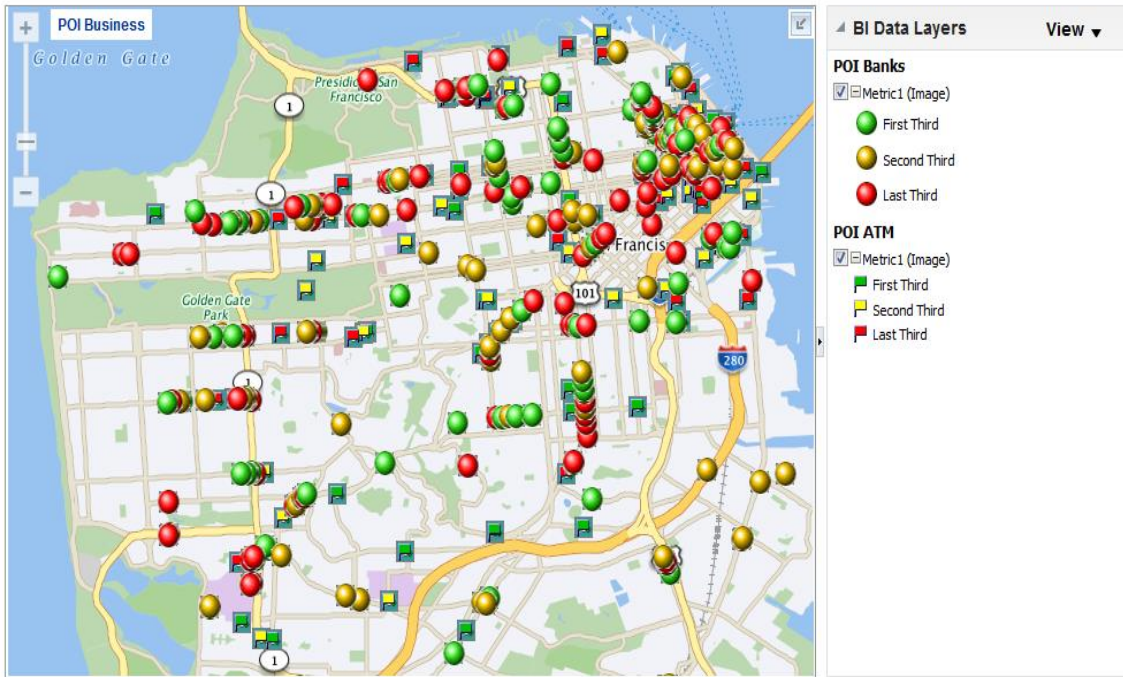 POI Business
Golden Gate
1
Presidio San
Francisco
1
Francis
101
Golden Gate
Park
280
1
1
BI Data Layers
View
POI Banks
Metric1 (Image)
First Third
Second Third
Last Third
POI ATM
Metric1 (Image)
First Third
Second Third
Last Third